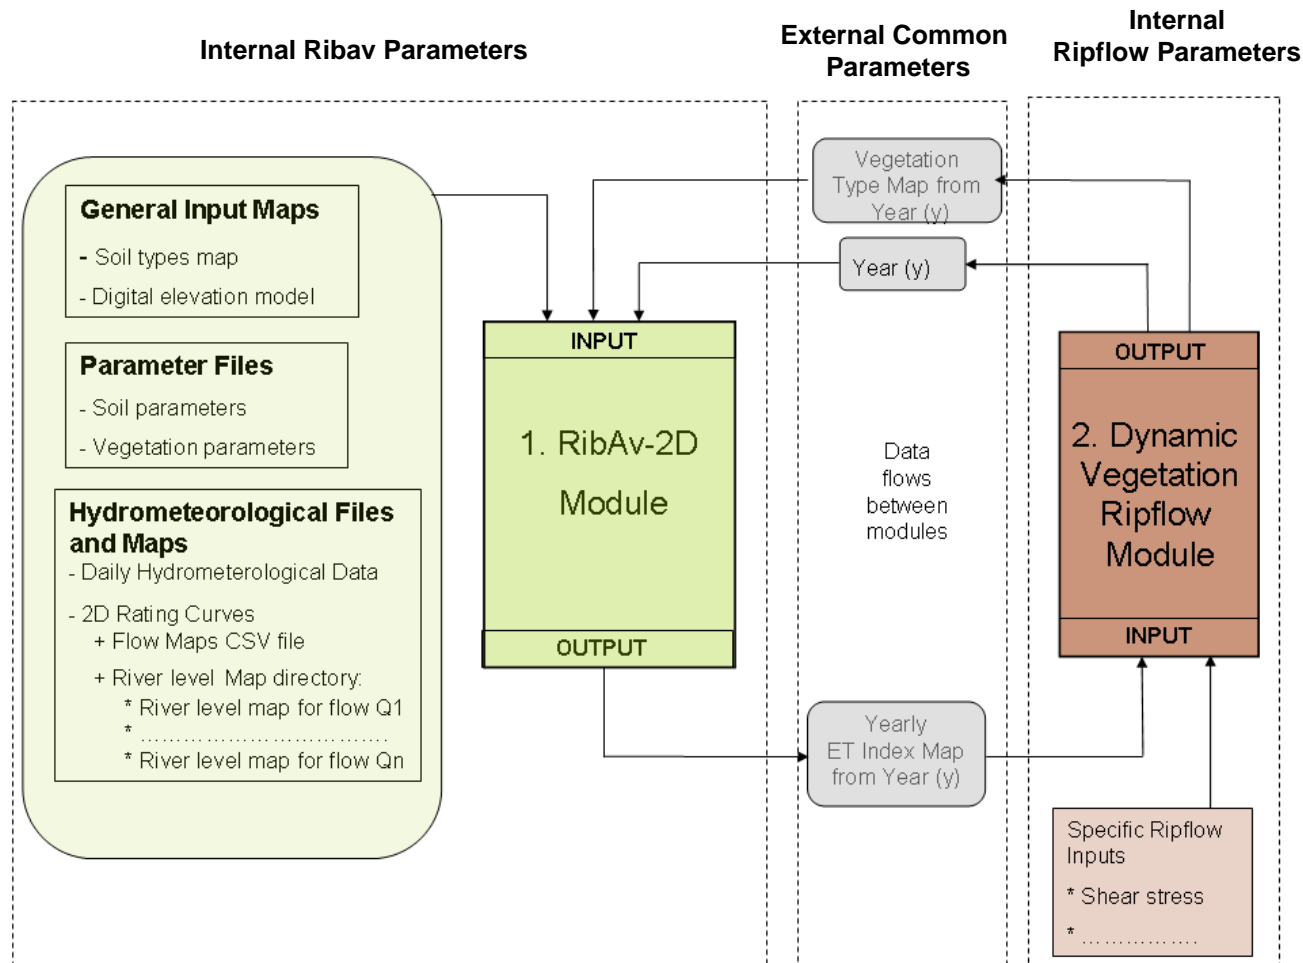 Internal Ribav Parameters
External Common
Parameters
Internal
Ripflow Parameters
General Input Maps
- Soil types map
- Digital elevation model
Parameter Files
- Soil parameters
- Vegetation parameters
Hydrometeorological Files
and Maps
- Daily Hydrometerological Data
- 2D Rating Curves
+ Flow Maps CSV file
+ River level Map directory:
* River level map for flow Q1
* ……………………………….
* River level map for flow Qn
INPUT
1. RibAv-2D
Module
OUTPUT
Vegetation
Type Map from
Year (y)
Year (y)
Data
flows
between
modules
Yearly
ET Index Map
from Year (y)
OUTPUT
2. Dynamic
Vegetation
Ripflow
Module
INPUT
Specific Ripflow
Inputs
* Shear stress
* …………….